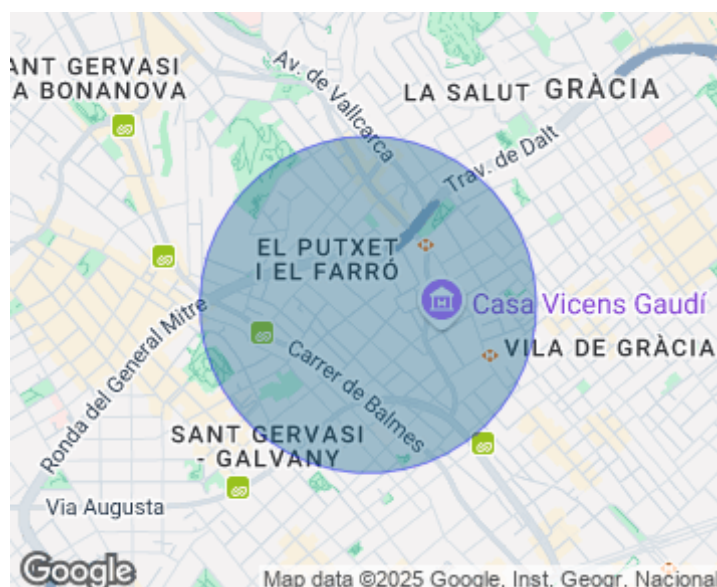 ANT GERVASI
A BONANOVA
Av. de Vallcarca
LA SALUT
GRÀCIA
Trav. de Dalt
EL PUTXET
I EL FARRÓ
Casa Vicens Gaudí
Ronda del General Mitre
Carrer de Balmes
VILA DE GRÀCIA
SANT GERVASI
- GALVANY
Via Augusta
Google
Map data ©2025 Google, Inst. Geogr. Nacional